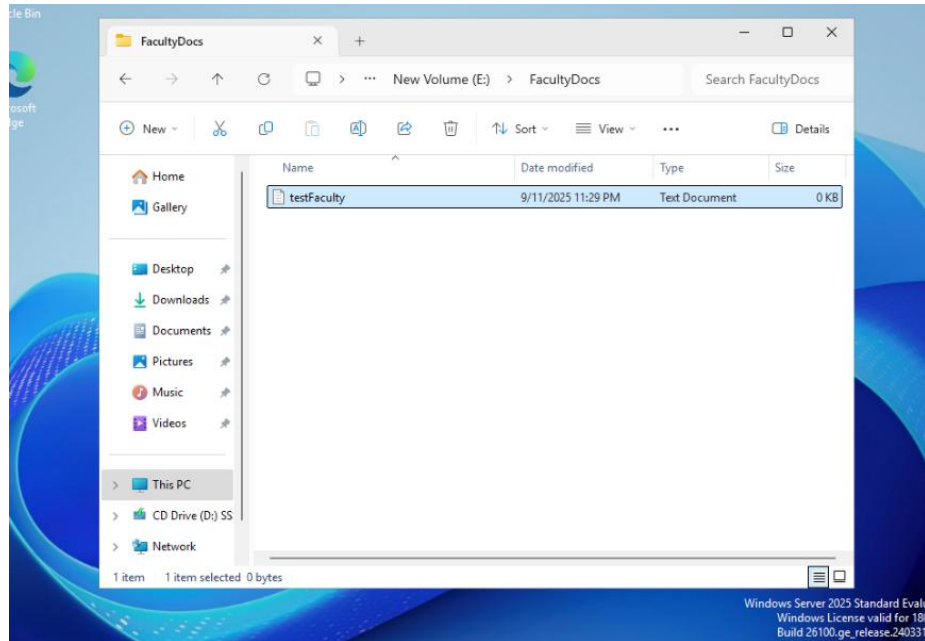 cle Bin
FacultyDocs
New Volume (E:) > FacultyDocs
Search FacultyDocs
osoft
ge
New
Sort
View
Details
Name
Date modified
Type
Size
Home
testFaculty
9/11/2025 11:29 PM
Text Document
0 KB
Gallery
Desktop
Downloads
Documents
Pictures
Music
Videos
This PC
CD Drive (D:) SS
Network
1 item
1 item selected 0 bytes
Windows Server 2025 Standard Evalu
Windows License valid for 18
Build 26100.ge_release.240331